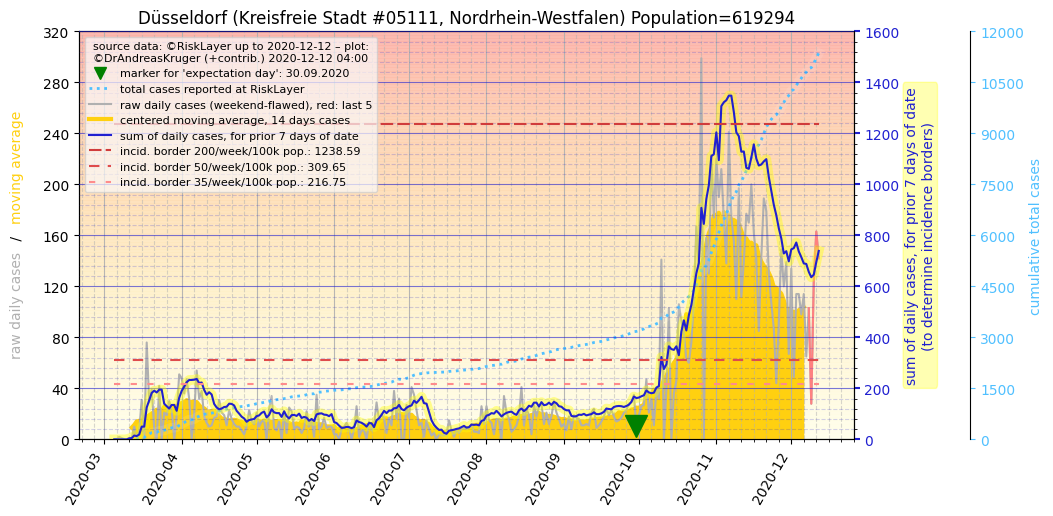 Düsseldorf (Kreisfreie Stadt #05111, Nordrhein-Westfalen) Population=619294
source data: ©RiskLayer up to 2020-12-12 – plot:
©DrAndreasKruger (+contrib.) 2020-12-12 04:00
marker for 'expectation day': 30.09.2020
total cases reported at RiskLayer
raw daily cases (weekend-flawed), red: last 5
centered moving average, 14 days cases
sum of daily cases, for prior 7 days of date
incid. border 200/week/100k pop.: 1238.59
incid. border 50/week/100k pop.: 309.65
incid. border 35/week/100k pop.: 216.75
raw daily cases / moving average
320
280
240
200
160
120
80
40
0
2020-03
2020-04
2020-05
2020-06
2020-07
2020-08
2020-09
2020-10
2020-11
2020-12
1600
1400
1200
1000
800
600
400
200
0
sum of daily cases, for prior 7 days of date
(to determine incidence borders)
12000
10500
9000
7500
6000
4500
3000
1500
0
cumulative total cases